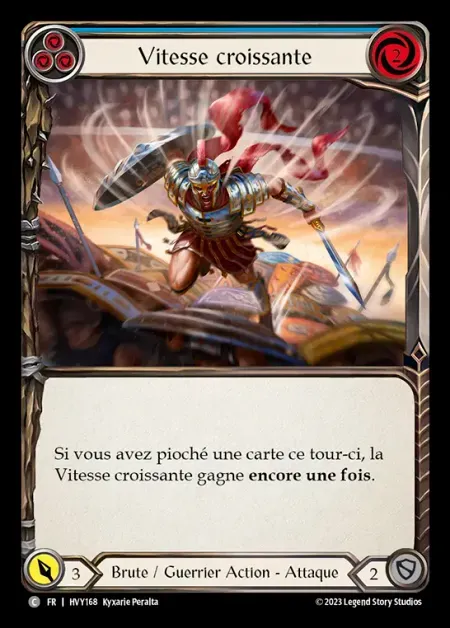 Vitesse croissante
2
Si vous avez pioché une carte ce tour-ci, la
Vitesse croissante gagne encore une fois.
3
Brute / Guerrier Action - Attaque
2
C FR | HVY168 Kyxarie Peralta
© 2023 Legend Story Studios